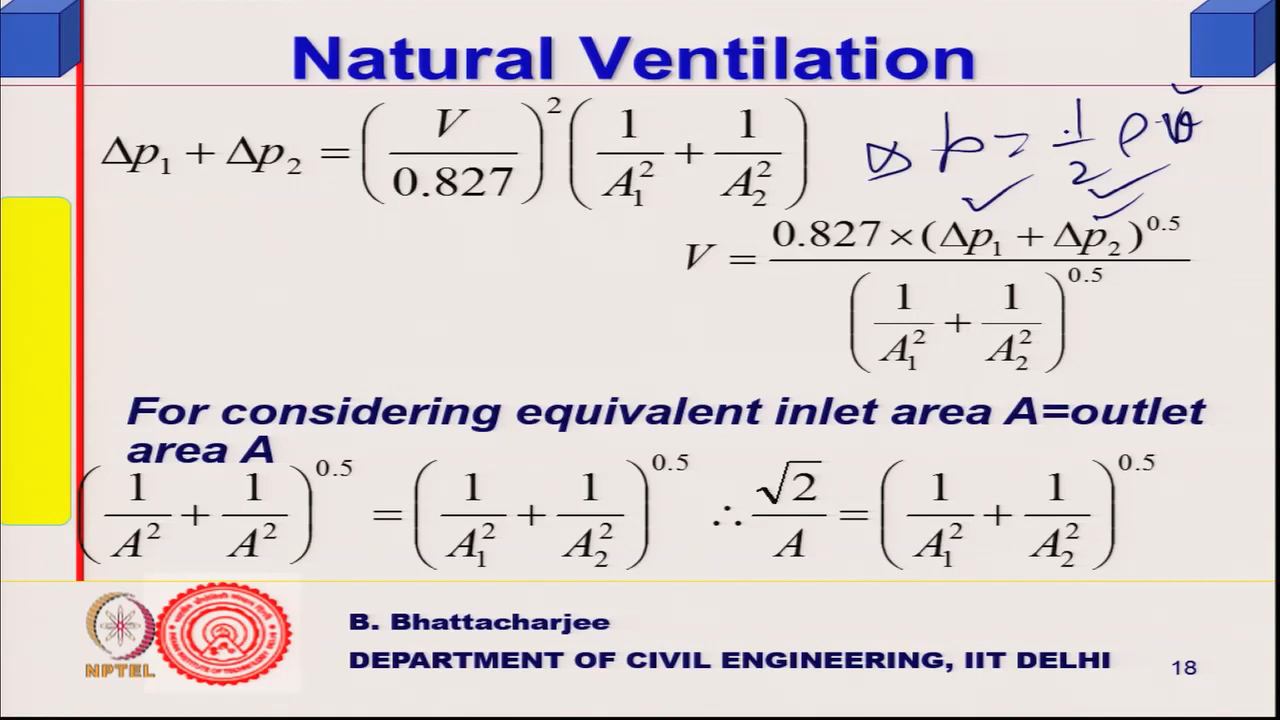 Natural Ventilation
Δp₁ + Δp₂ = (V/0.827)² (1/A₁² + 1/A₂²)
Δp = 1/2 ρ v
V = 0.827 × (Δp₁ + Δp₂)^0.5 / (1/A₁² + 1/A₂²)^0.5
For considering equivalent inlet area A=outlet
area A
(1/A² + 1/A²)^0.5 = (1/A₁² + 1/A₂²)^0.5 ∴ √2/A = (1/A₁² + 1/A₂²)^0.5
B. Bhattacharjee
DEPARTMENT OF CIVIL ENGINEERING, IIT DELHI
18
NPTEL